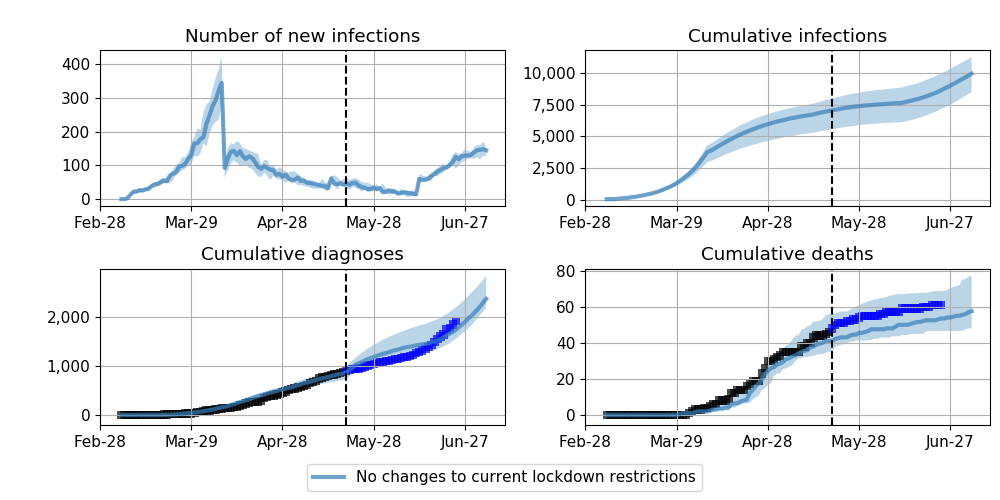 Number of new infections
400
300
200
100
0
Feb-28 Mar-29 Apr-28 May-28 Jun-27
Cumulative infections
10,000
7,500
5,000
2,500
0
Feb-28 Mar-29 Apr-28 May-28 Jun-27
Cumulative diagnoses
2,000
1,000
0
Feb-28 Mar-29 Apr-28 May-28 Jun-27
Cumulative deaths
80
60
40
20
0
Feb-28 Mar-29 Apr-28 May-28 Jun-27
No changes to current lockdown restrictions